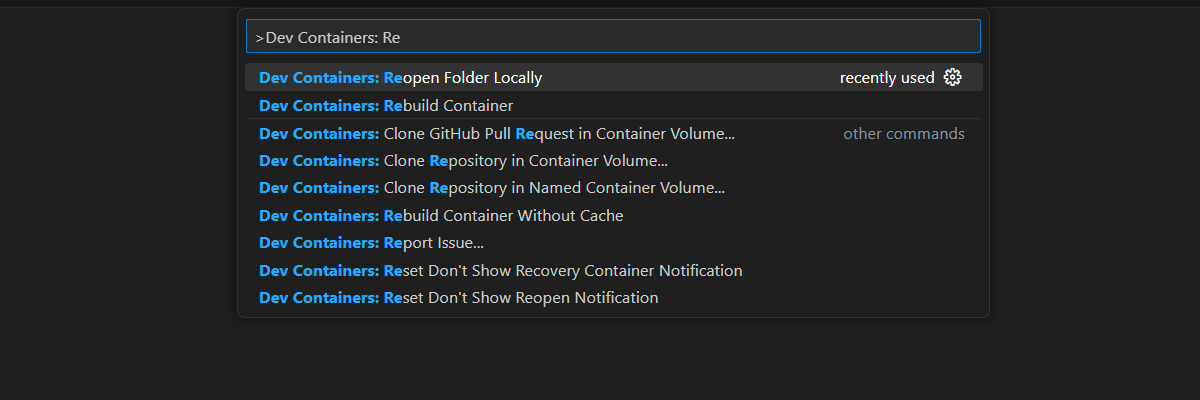 >Dev Containers: Re
Dev Containers: Reopen Folder Locally recently used
Dev Containers: Rebuild Container
Dev Containers: Clone GitHub Pull Request in Container Volume... other commands
Dev Containers: Clone Repository in Container Volume...
Dev Containers: Clone Repository in Named Container Volume...
Dev Containers: Rebuild Container Without Cache
Dev Containers: Report Issue...
Dev Containers: Reset Don't Show Recovery Container Notification
Dev Containers: Reset Don't Show Reopen Notification